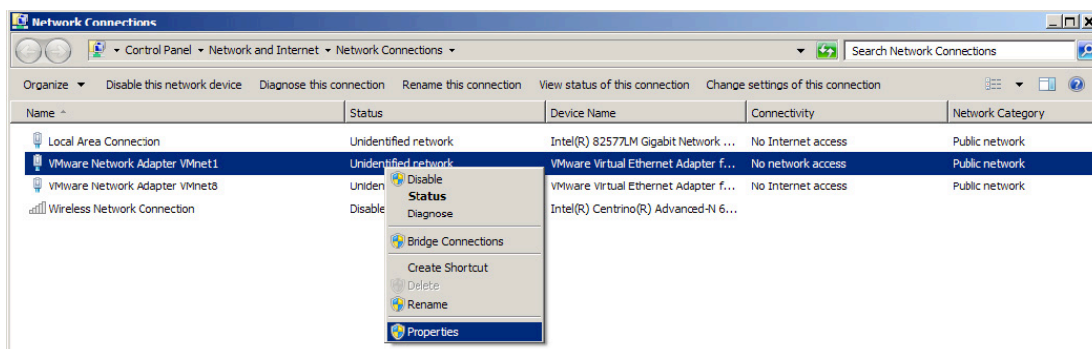 Network Connections
Control Panel Network and Internet Network Connections Search Network Connections
Organize Disable this network device Diagnose this connection Rename this connection View status of this connection Change settings of this connection
Name Status Device Name Connectivity Network Category
Local Area Connection Unidentified network Intel(R) 82577LM Gigabit Network ... No Internet access Public network
VMware Network Adapter VMnet1 Unidentified network VMware Virtual Ethernet Adapter f... No network access Public network
VMware Network Adapter VMnet8 Uniden VMware Virtual Ethernet Adapter f... No Internet access Public network
Wireless Network Connection Disable Intel(R) Centrino(R) Advanced-N 6...
Disable
Status
Diagnose
Bridge Connections
Create Shortcut
Delete
Rename
Properties